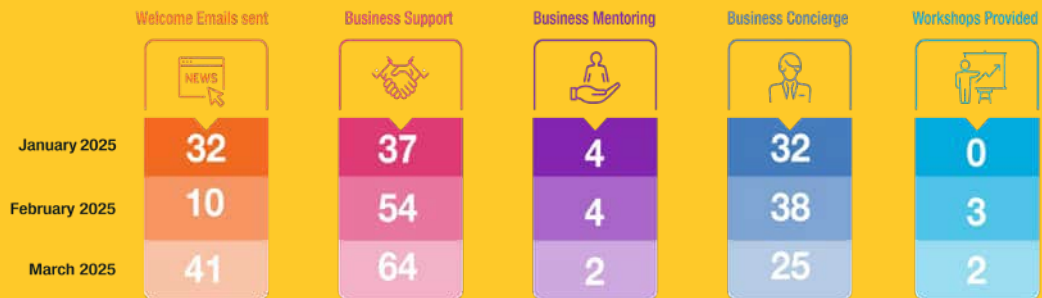 Welcome Emails sent Business Support Business Mentoring Business Concierge Workshops Provided
NEWS
January 2025 32 37 4 32 0
February 2025 10 54 4 38 3
March 2025 41 64 2 25 2